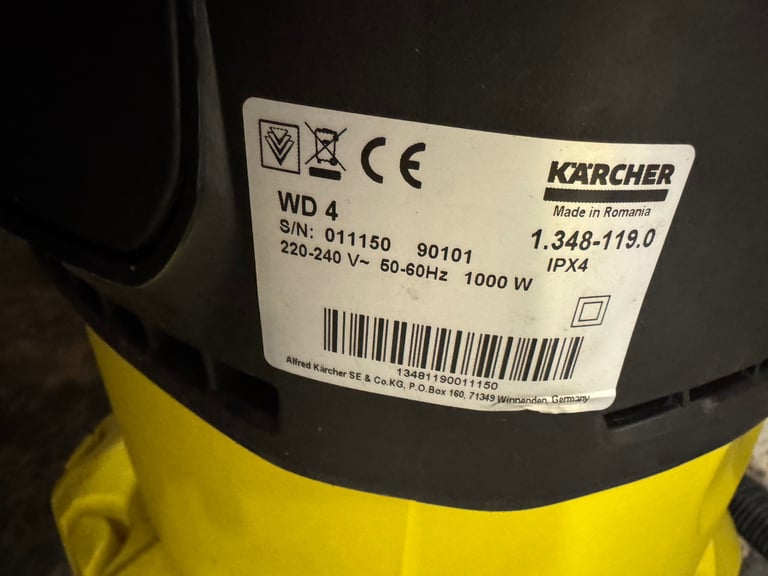 KÄRCHER
Made in Romania
WD 4
1.348-119.0
S/N: 011150 90101
IPX4
220-240 V~ 50-60Hz 1000 W
13481190011150
Alfred Kärcher SE & Co.KG, P.O.Box 160, 71349 Winnenden, Germany